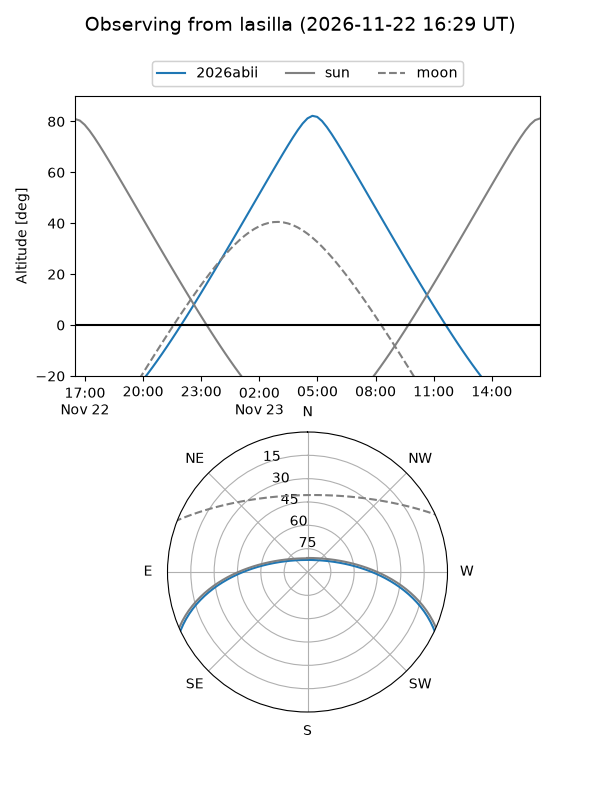 Observing from lasilla (2026-11-22 16:29 UT)
2026abii sun moon
Altitude [deg]
80
60
40
20
0
−20
17:00 20:00 23:00 02:00 05:00 08:00 11:00 14:00
Nov 22 Nov 23
N
NE NW
15
30
45
60
75
E W
SE SW
S